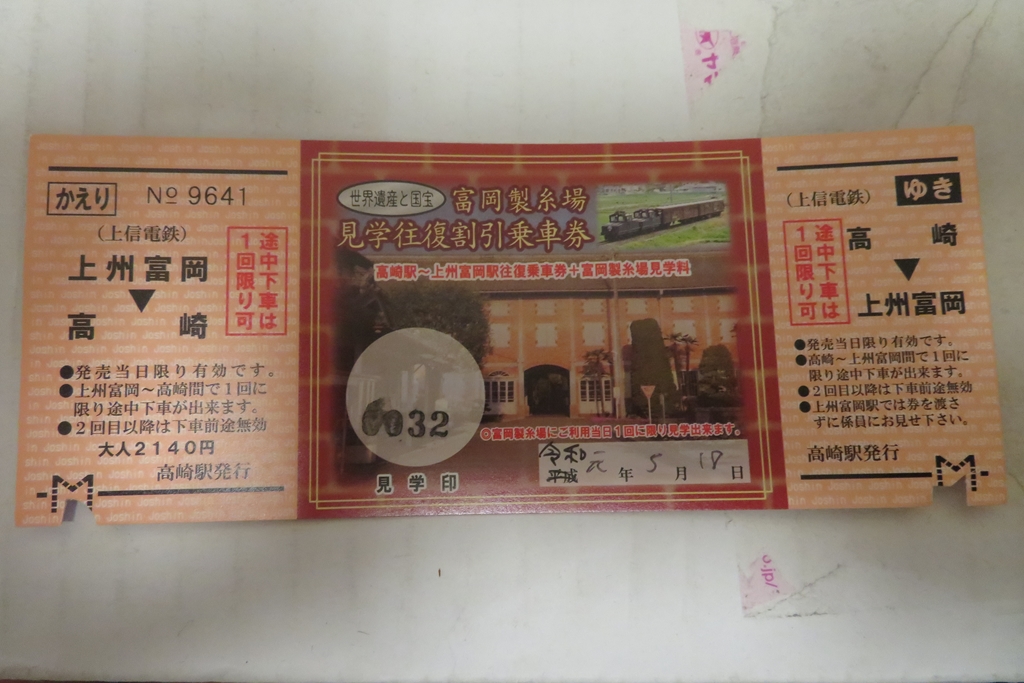 かえり
No 9641
(上信電鉄)
上州富岡
▼
高崎
途中下車は
1回限り可
●発売当日限り有効です。
●上州富岡～高崎間で1回に
限り途中下車が出来ます。
●2回目以降は下車前途無効
大人2140円
高崎駅発行
世界遺産と国宝
富岡製糸場
見学往復割引乗車券
高崎駅～上州富岡駅往復乗車券+富岡製糸場見学料
6032
見学印
◎富岡製糸場にご利用当日1回に限り見学出来ます。
令和
平成 元 年 5 月 18 日
(上信電鉄)
ゆき
高崎
▼
上州富岡
途中下車は
1回限り可
●発売当日限り有効です。
●高崎～上州富岡間で1回に
限り途中下車が出来ます。
●2回目以降は下車前途無効
●上州富岡駅では券を渡さ
ずに係員にお見せ下さい。
高崎駅発行
o.jp/